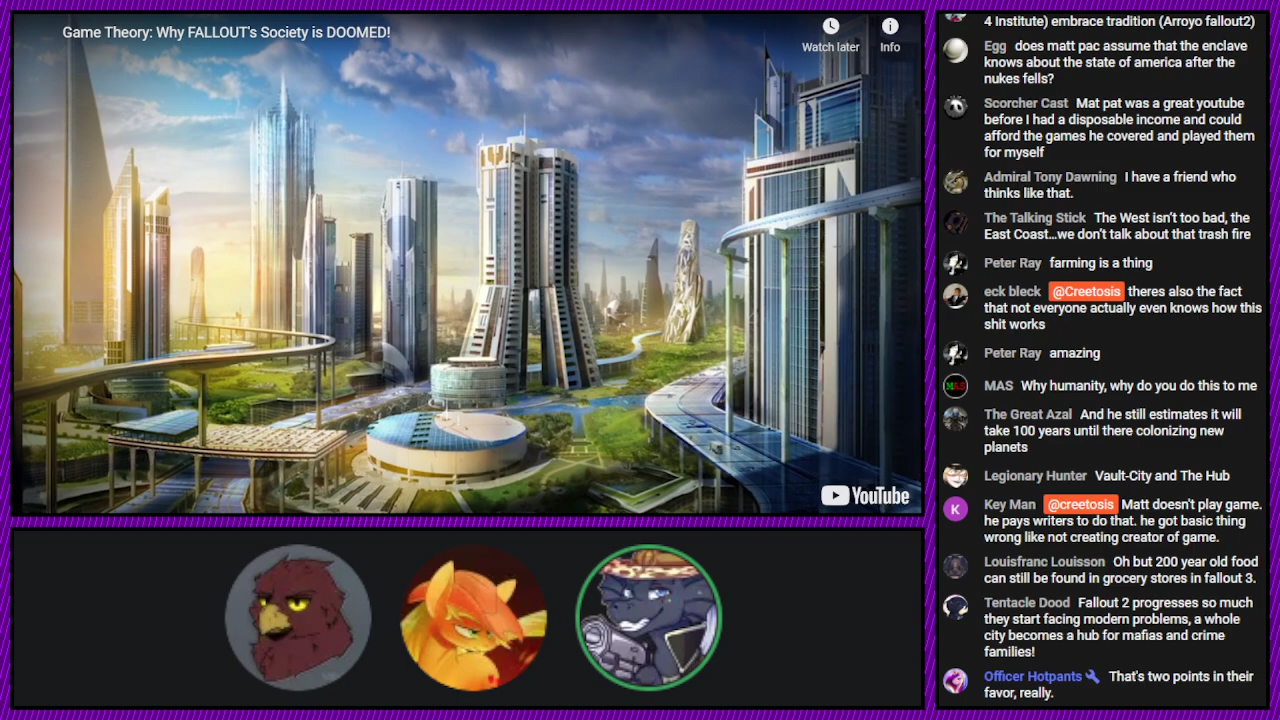 Game Theory: Why FALLOUT's Society is DOOMED!
Watch later
Info
YouTube
4 Institute) embrace tradition (Arroyo fallout2)
Egg does matt pac assume that the enclave
knows about the state of america after the
nukes fells?
Scorcher Cast Mat pat was a great youtube
before I had a disposable income and could
afford the games he covered and played them
for myself
Admiral Tony Dawning I have a friend who
thinks like that.
The Talking Stick The West isn't too bad, the
East Coast...we don't talk about that trash fire
Peter Ray farming is a thing
eck bleck @Creetosis theres also the fact
that not everyone actually even knows how this
shit works
Peter Ray amazing
MAS
MAS Why humanity, why do you do this to me
The Great Azal And he still estimates it will
take 100 years until there colonizing new
planets
Legionary Hunter Vault-City and The Hub
K
Key Man @creetosis Matt doesn't play game.
he pays writers to do that. he got basic thing
wrong like not creating creator of game.
Louisfranc Louisson Oh but 200 year old food
can still be found in grocery stores in fallout 3.
Tentacle Dood Fallout 2 progresses so much
they start facing modern problems, a whole
city becomes a hub for mafias and crime
families!
Officer Hotpants That's two points in their
favor, really.